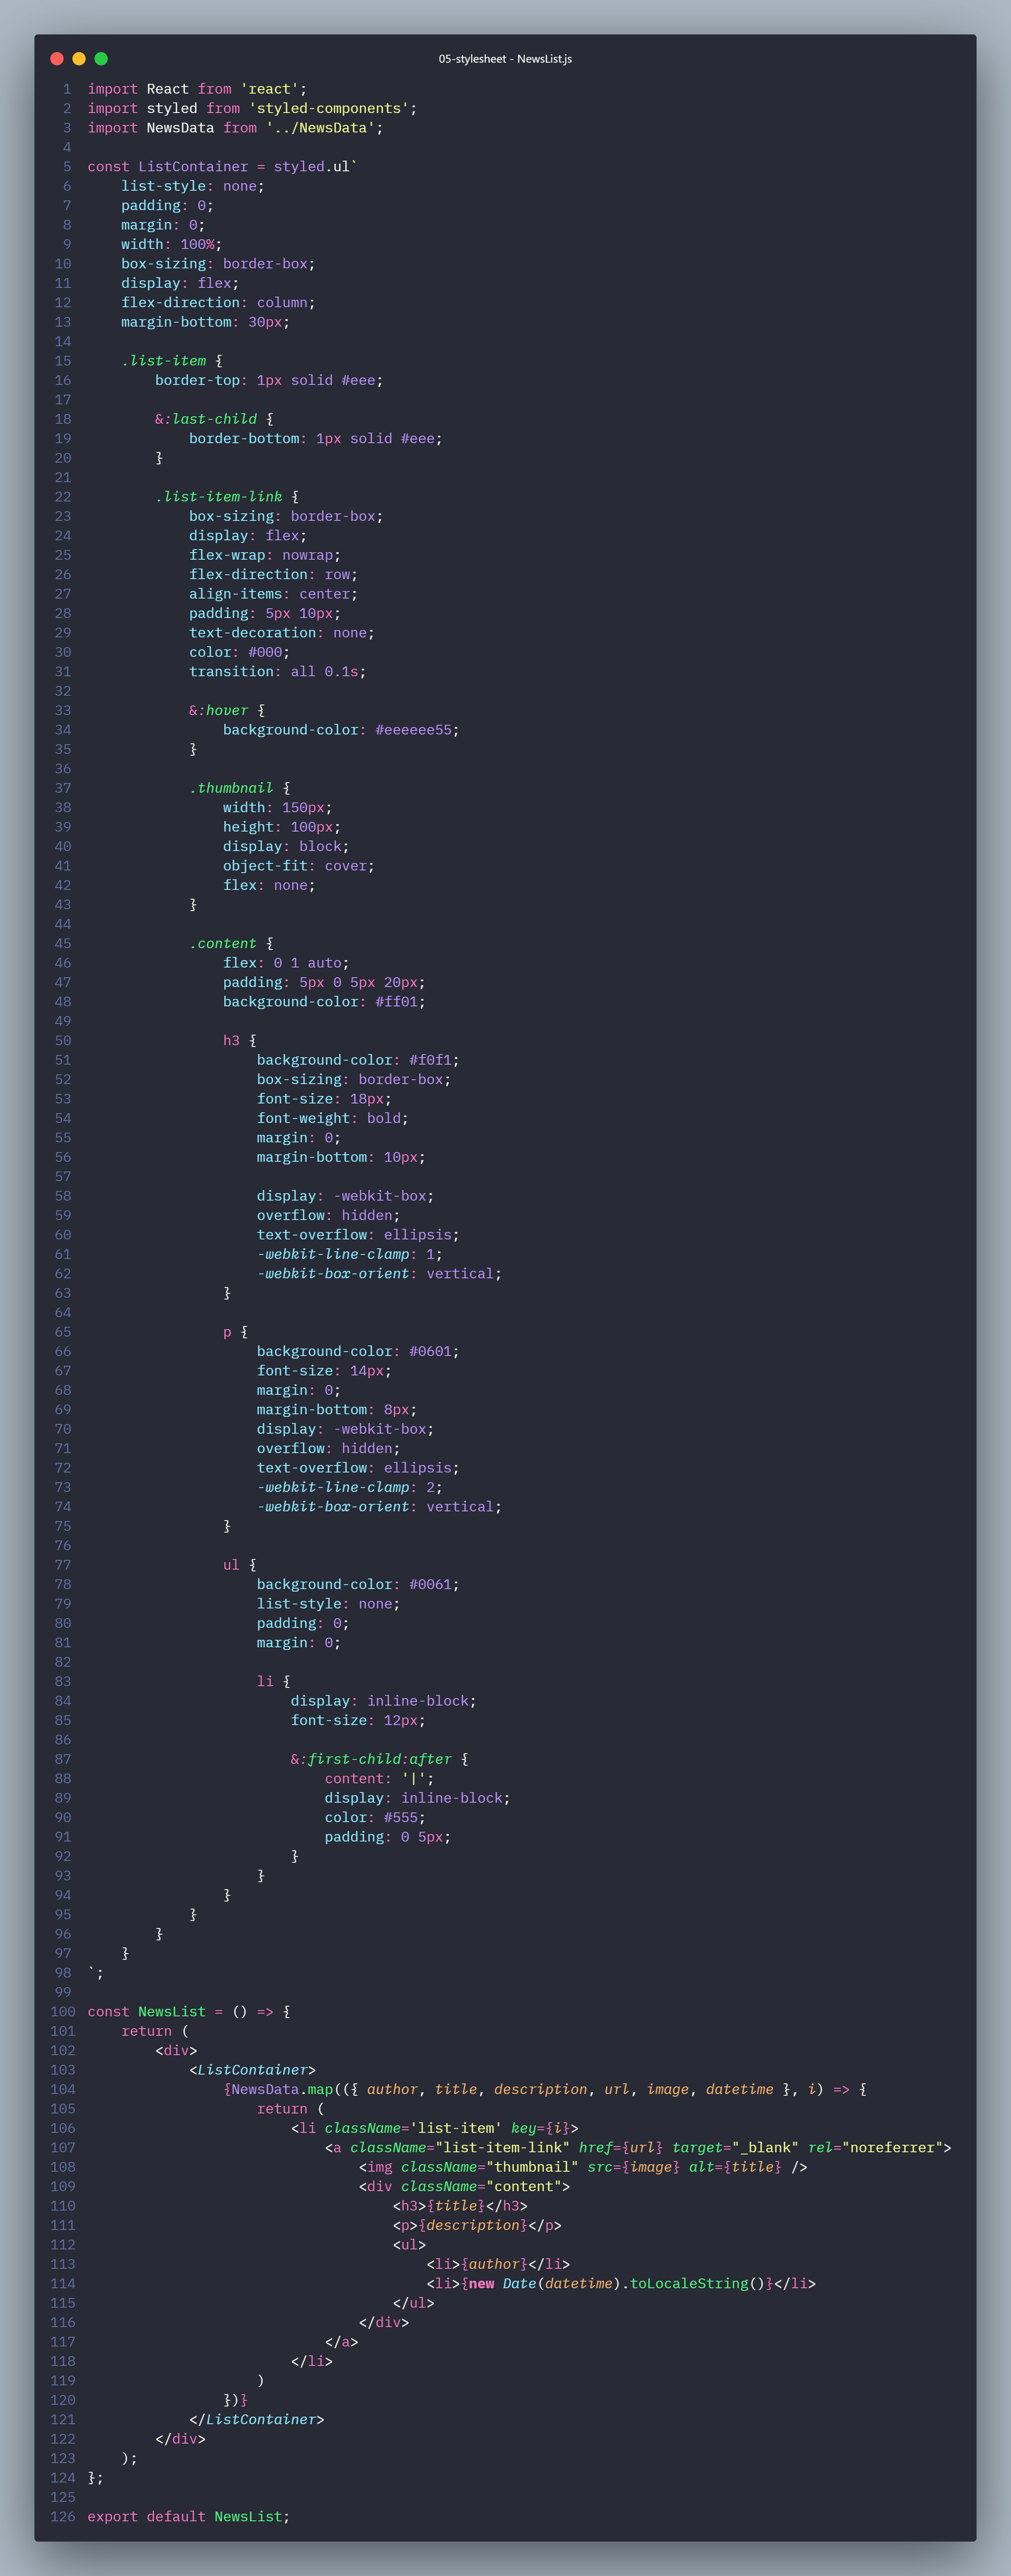 05-stylesheet - NewsList.js
1 import React from 'react';
2 import styled from 'styled-components';
3 import NewsData from '../NewsData';
4
5 const ListContainer = styled.ul`
6     list-style: none;
7     padding: 0;
8     margin: 0;
9     width: 100%;
10     box-sizing: border-box;
11     display: flex;
12     flex-direction: column;
13     margin-bottom: 30px;
14
15     .list-item {
16         border-top: 1px solid #eee;
17
18         &:last-child {
19             border-bottom: 1px solid #eee;
20         }
21
22         .list-item-link {
23             box-sizing: border-box;
24             display: flex;
25             flex-wrap: nowrap;
26             flex-direction: row;
27             align-items: center;
28             padding: 5px 10px;
29             text-decoration: none;
30             color: #000;
31             transition: all 0.1s;
32
33             &:hover {
34                 background-color: #eeeeee55;
35             }
36
37             .thumbnail {
38                 width: 150px;
39                 height: 100px;
40                 display: block;
41                 object-fit: cover;
42                 flex: none;
43             }
44
45             .content {
46                 flex: 0 1 auto;
47                 padding: 5px 0 5px 20px;
48                 background-color: #ff01;
49
50                 h3 {
51                     background-color: #f0f1;
52                     box-sizing: border-box;
53                     font-size: 18px;
54                     font-weight: bold;
55                     margin: 0;
56                     margin-bottom: 10px;
57
58                     display: -webkit-box;
59                     overflow: hidden;
60                     text-overflow: ellipsis;
61                     -webkit-line-clamp: 1;
62                     -webkit-box-orient: vertical;
63                 }
64
65                 p {
66                     background-color: #0601;
67                     font-size: 14px;
68                     margin: 0;
69                     margin-bottom: 8px;
70                     display: -webkit-box;
71                     overflow: hidden;
72                     text-overflow: ellipsis;
73                     -webkit-line-clamp: 2;
74                     -webkit-box-orient: vertical;
75                 }
76
77                 ul {
78                     background-color: #0061;
79                     list-style: none;
80                     padding: 0;
81                     margin: 0;
82
83                     li {
84                         display: inline-block;
85                         font-size: 12px;
86
87                         &:first-child:after {
88                             content: '|';
89                             display: inline-block;
90                             color: #555;
91                             padding: 0 5px;
92                         }
93                     }
94                 }
95             }
96         }
97     }
98 `;
99
100 const NewsList = () => {
101     return (
102         <div>
103             <ListContainer>
104                 {NewsData.map(({ author, title, description, url, image, datetime }, i) => {
105                     return (
106                         <li className='list-item' key={i}>
107                             <a className="list-item-link" href={url} target="_blank" rel="noreferrer">
108                                 <img className="thumbnail" src={image} alt={title} />
109                                 <div className="content">
110                                     <h3>{title}</h3>
111                                     <p>{description}</p>
112                                     <ul>
113                                         <li>{author}</li>
114                                         <li>{new Date(datetime).toLocaleString()}</li>
115                                     </ul>
116                                 </div>
117                             </a>
118                         </li>
119                     )
120                 })}
121             </ListContainer>
122         </div>
123     );
124 };
125
126 export default NewsList;